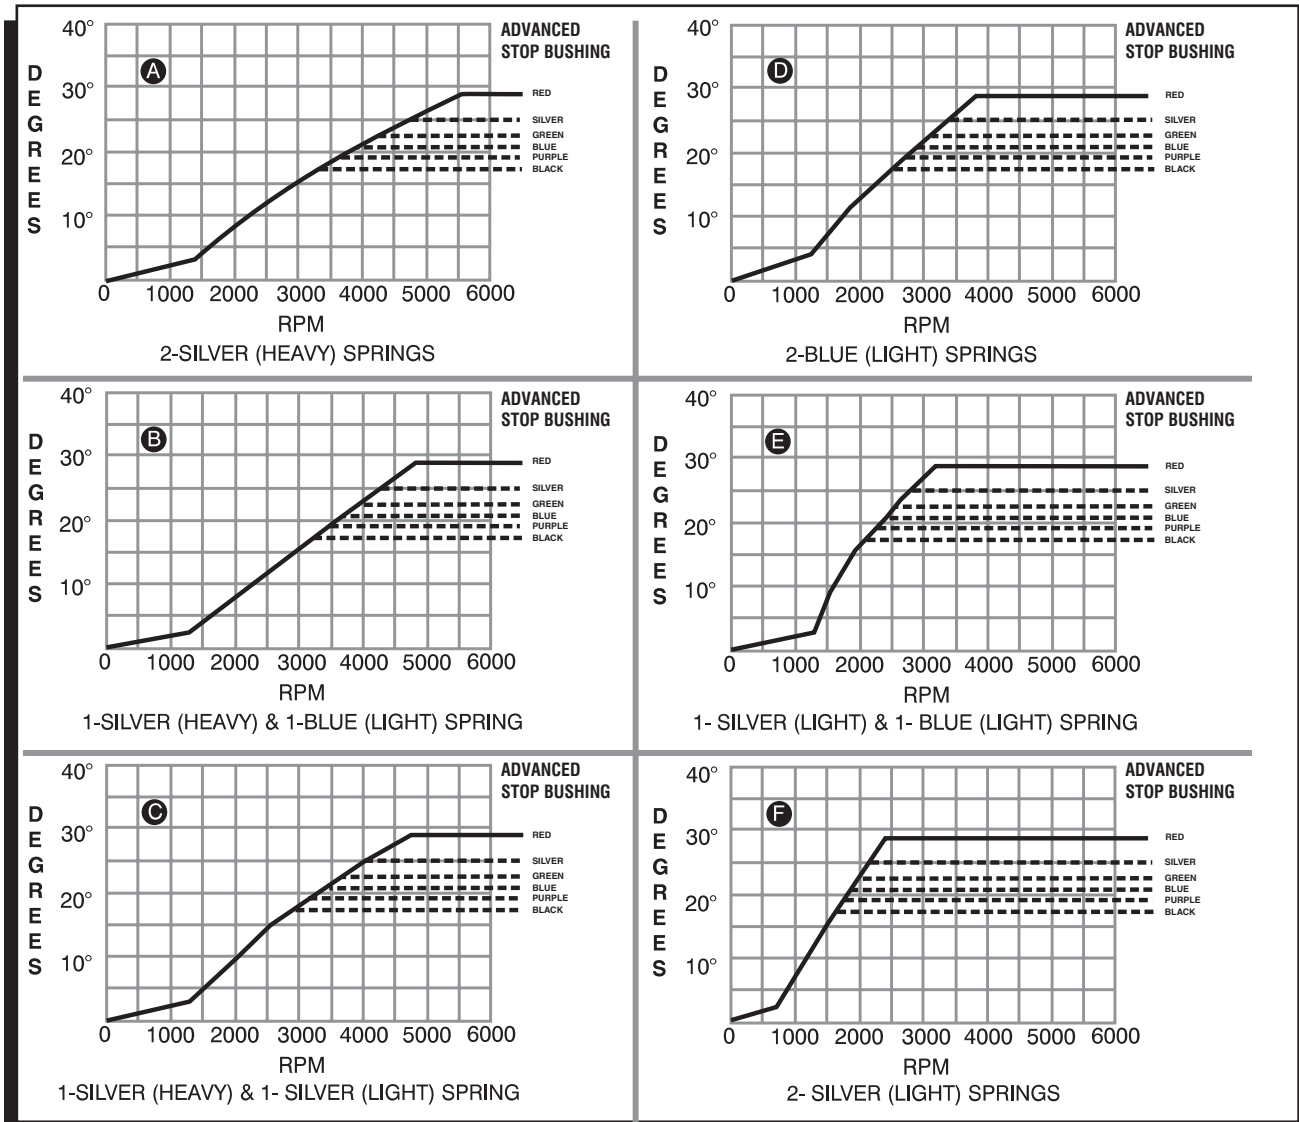 40°
30°
20°
10°
DEGREES
A
ADVANCED
STOP BUSHING
RED
SILVER
GREEN
BLUE
PURPLE
BLACK
0 1000 2000 3000 4000 5000 6000
RPM
2-SILVER (HEAVY) SPRINGS
40°
30°
20°
10°
DEGREES
D
ADVANCED
STOP BUSHING
RED
SILVER
GREEN
BLUE
PURPLE
BLACK
0 1000 2000 3000 4000 5000 6000
RPM
2-BLUE (LIGHT) SPRINGS
40°
30°
20°
10°
DEGREES
B
ADVANCED
STOP BUSHING
RED
SILVER
GREEN
BLUE
PURPLE
BLACK
0 1000 2000 3000 4000 5000 6000
RPM
1-SILVER (HEAVY) & 1-BLUE (LIGHT) SPRING
40°
30°
20°
10°
DEGREES
E
ADVANCED
STOP BUSHING
RED
SILVER
GREEN
BLUE
PURPLE
BLACK
0 1000 2000 3000 4000 5000 6000
RPM
1- SILVER (LIGHT) & 1- BLUE (LIGHT) SPRING
40°
30°
20°
10°
DEGREES
C
ADVANCED
STOP BUSHING
RED
SILVER
GREEN
BLUE
PURPLE
BLACK
0 1000 2000 3000 4000 5000 6000
RPM
1-SILVER (HEAVY) & 1- SILVER (LIGHT) SPRING
40°
30°
20°
10°
DEGREES
F
ADVANCED
STOP BUSHING
RED
SILVER
GREEN
BLUE
PURPLE
BLACK
0 1000 2000 3000 4000 5000 6000
RPM
2- SILVER (LIGHT) SPRINGS